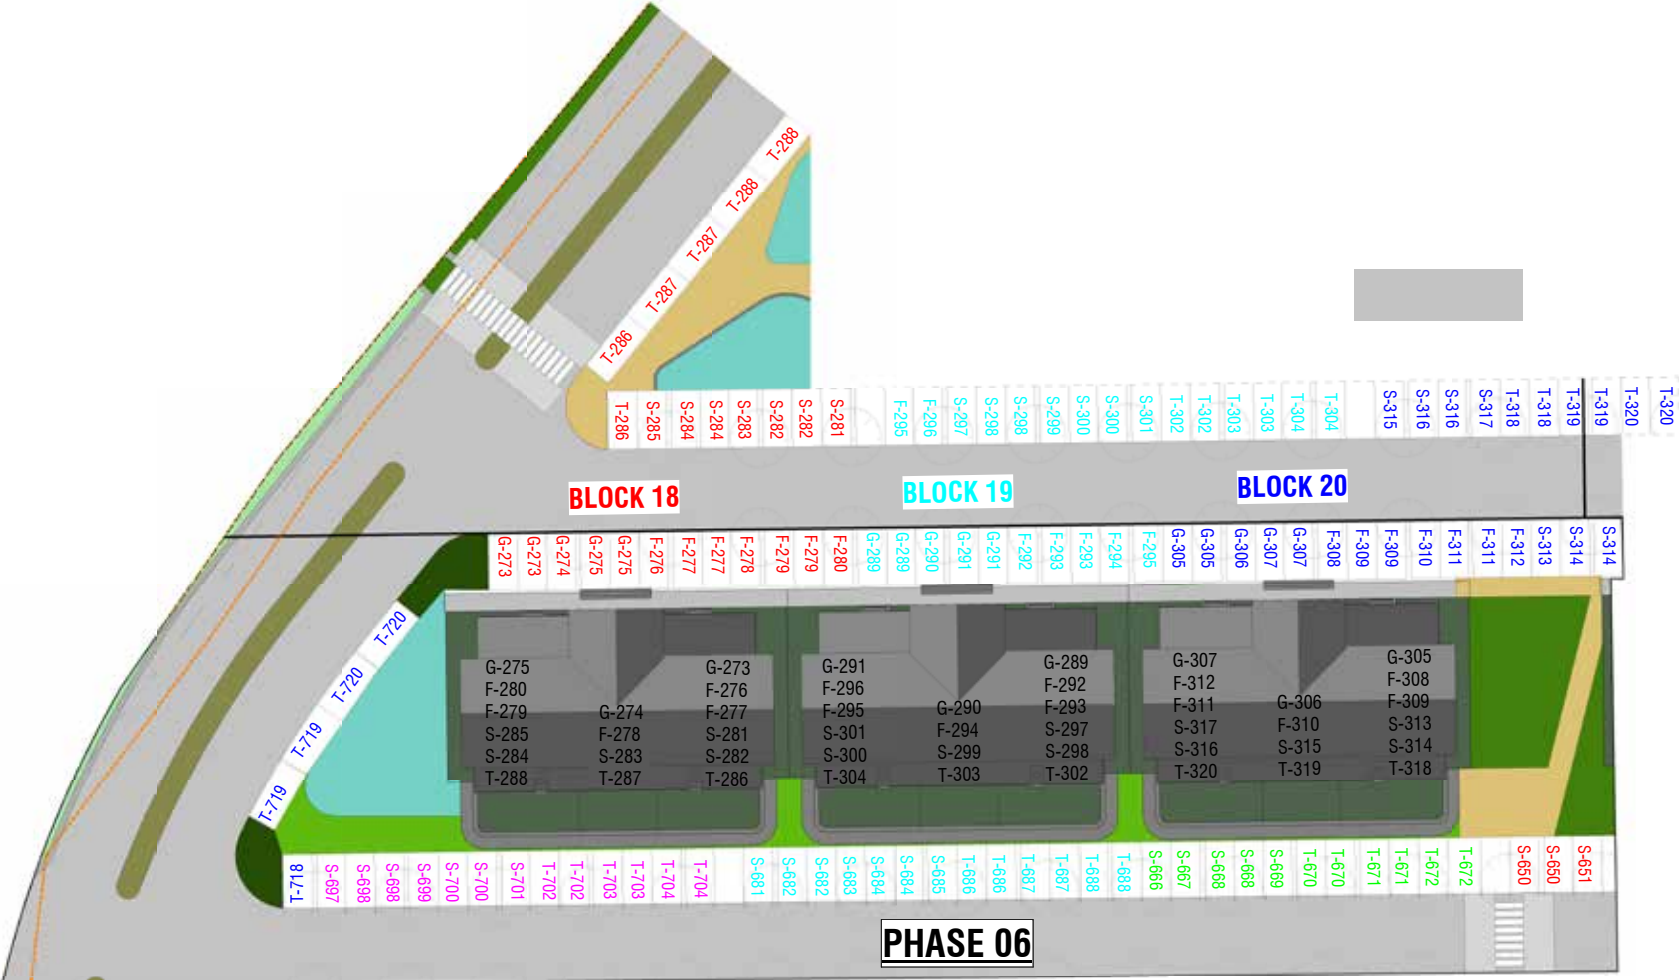 T-288
T-288
T-287
T-287
T-286
T-286 S-285 S-284 S-284 S-283 S-282 S-282 S-281 F-295 F-296 S-297 S-298 S-298 S-299 S-300 S-300 S-301 T-302 T-302 T-303 T-303 T-304 T-304 S-315 S-316 S-316 S-317 T-318 T-318 T-319 T-319 T-320 T-320
BLOCK 18 BLOCK 19 BLOCK 20
G-273 G-273 G-274 G-275 G-275 F-276 F-277 F-277 F-278 F-279 F-279 F-280 G-289 G-289 G-290 G-291 G-291 F-292 F-293 F-293 F-294 F-295 G-305 G-305 G-306 G-307 G-307 F-308 F-309 F-309 F-310 F-311 F-311 F-312 S-313 S-314 S-314
T-720
T-720
T-719
T-719
G-275
F-280
F-279
S-285
S-284
T-288
G-274
F-278
S-283
T-287
G-273
F-276
F-277
S-281
S-282
T-286
G-291
F-296
F-295
S-301
S-300
T-304
G-290
F-294
S-299
T-303
G-289
F-292
F-293
S-297
S-298
T-302
G-307
F-312
F-311
S-317
S-316
T-320
G-306
F-310
S-315
T-319
G-305
F-308
F-309
S-313
S-314
T-318
T-718 S-697 S-698 S-698 S-699 S-700 S-700 S-701 T-702 T-702 T-703 T-703 T-704 T-704 S-681 S-682 S-682 S-683 S-684 S-684 S-685 T-686 T-686 T-687 T-687 T-688 T-688 S-666 S-667 S-668 S-668 S-669 T-670 T-670 T-671 T-671 T-672 T-672 S-650 S-650 S-651
PHASE 06